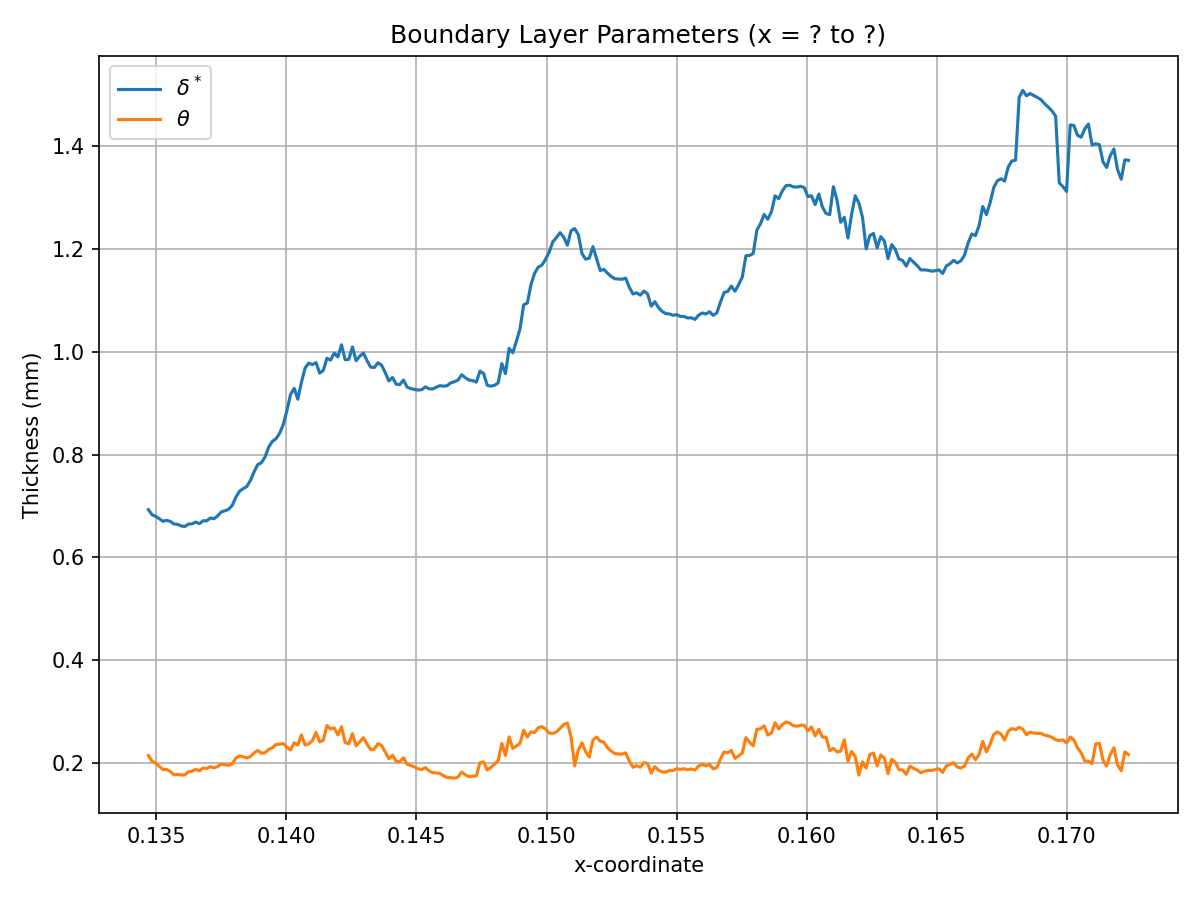 Boundary Layer Parameters (x = ? to ?)
δ*
θ
1.4
1.2
1.0
0.8
0.6
0.4
0.2
Thickness (mm)
0.135 0.140 0.145 0.150 0.155 0.160 0.165 0.170
x-coordinate